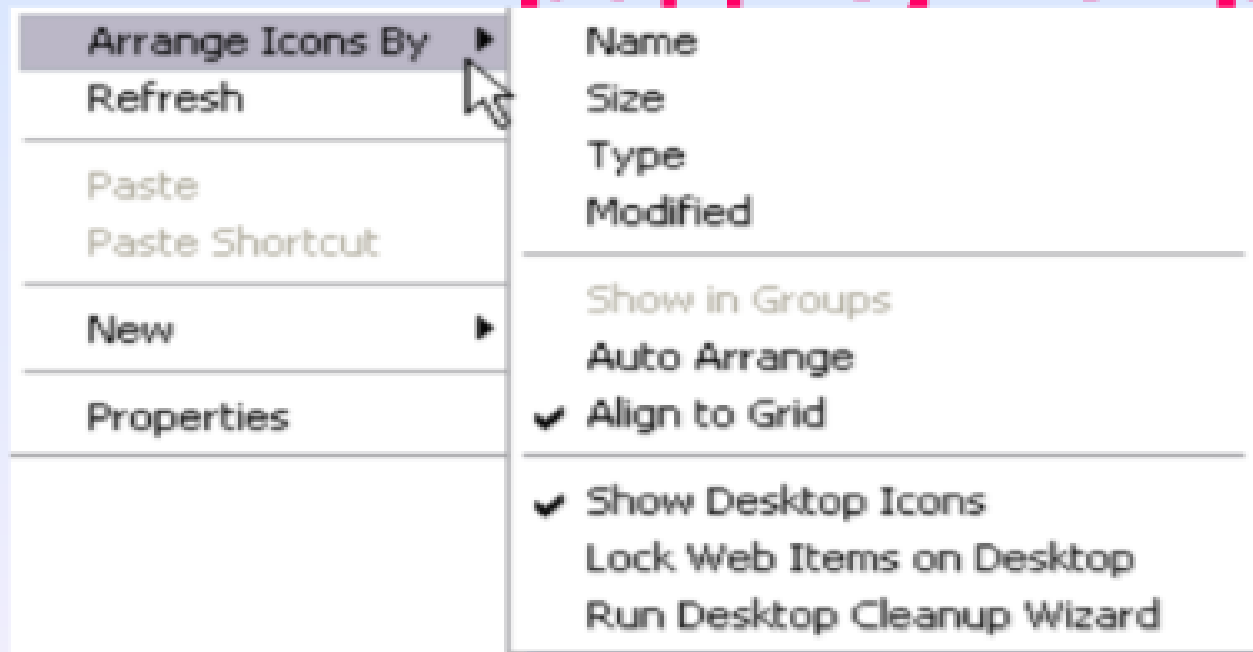 Arrange Icons By
Refresh
Paste
Paste Shortcut
New
Properties
Name
Size
Type
Modified
Show in Groups
Auto Arrange
Align to Grid
Show Desktop Icons
Lock Web Items on Desktop
Run Desktop Cleanup Wizard